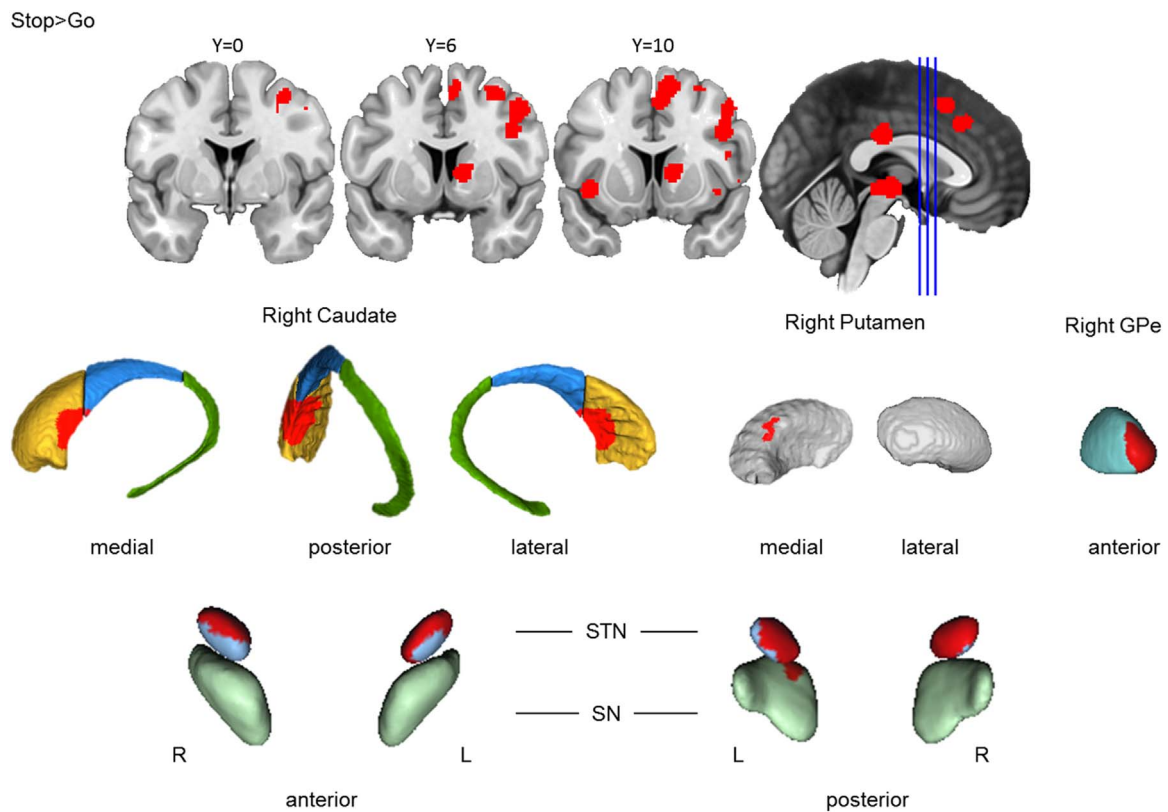 Stop>Go
Y=0 Y=6 Y=10
Right Caudate Right Putamen Right GPe
medial posterior lateral medial lateral anterior
STN
SN
R L L R
anterior posterior